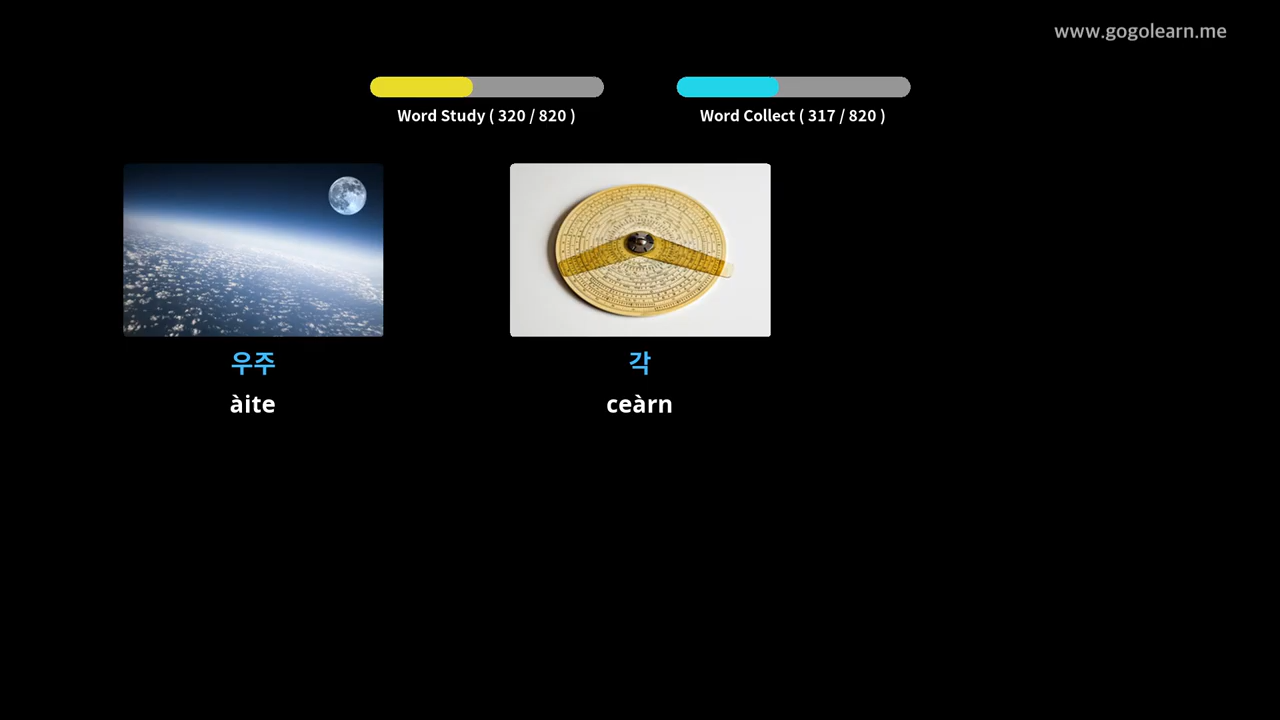 www.gogolearn.me
Word Study ( 320 / 820 )
Word Collect ( 317 / 820 )
우주
각
àite
ceàrn